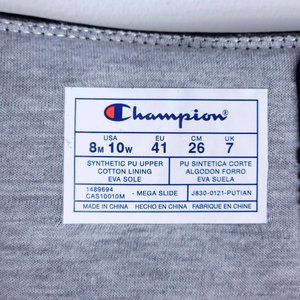 Champion
USA EU CM UK
8M 10W 41 26 7
SYNTHETIC PU UPPER PU SINTETICA CORTE
COTTON LINING ALGODON FORRO
EVA SOLE EVA SUELA
1489694
CAS10010M - MEGA SLIDE J830-0121-PUTIAN
MADE IN CHINA HECHO EN CHINA FABRIQUE EN CHINE